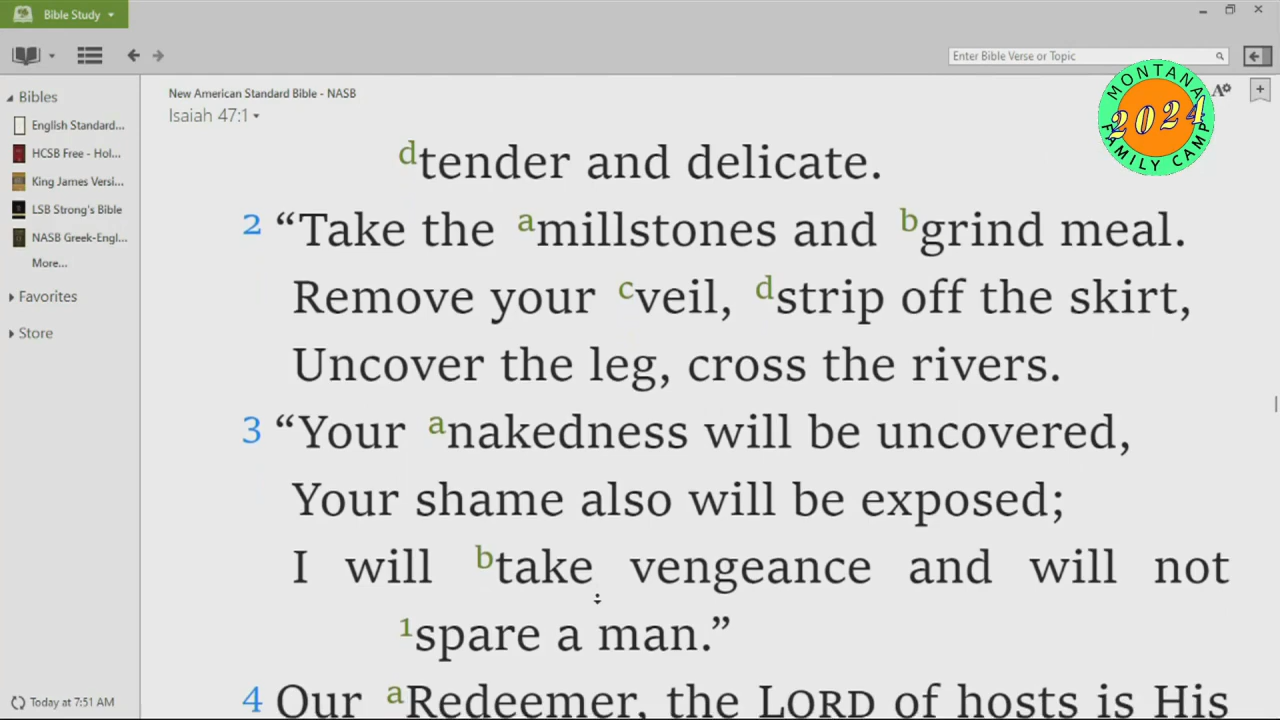 Bible Study
Enter Bible Verse or Topic
MONTANA
2024
FAMILY CAMP
Bibles
English Standard...
HCSB Free - Hol...
King James Versi...
LSB Strong's Bible
NASB Greek-Engl...
More...
Favorites
Store
Today at 7:51 AM
New American Standard Bible - NASB
Isaiah 47:1
dtender and delicate.
2 “Take the amillstones and bgrind meal.
Remove your cveil, dstrip off the skirt,
Uncover the leg, cross the rivers.
3 “Your anakedness will be uncovered,
Your shame also will be exposed;
I will btake vengeance and will not
1spare a man.”
4 Our aRedeemer, the LORD of hosts is His